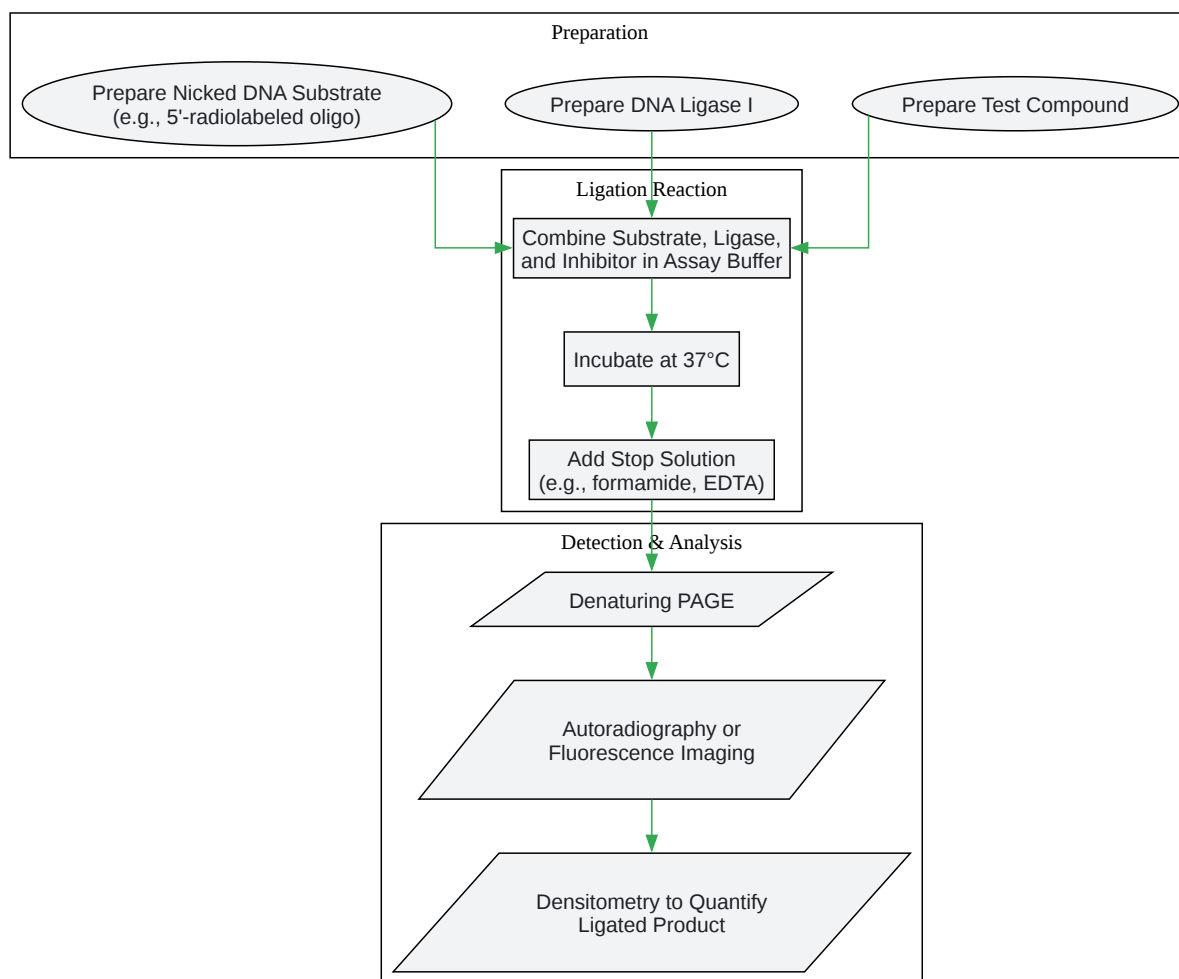 Preparation
Prepare Nicked DNA Substrate
(e.g., 5'-radiolabeled oligo)
Prepare DNA Ligase I
Prepare Test Compound
Ligation Reaction
Combine Substrate, Ligase,
and Inhibitor in Assay Buffer
Incubate at 37°C
Add Stop Solution
(e.g., formamide, EDTA)
Detection & Analysis
Denaturing PAGE
Autoradiography or
Fluorescence Imaging
Densitometry to Quantify
Ligated Product